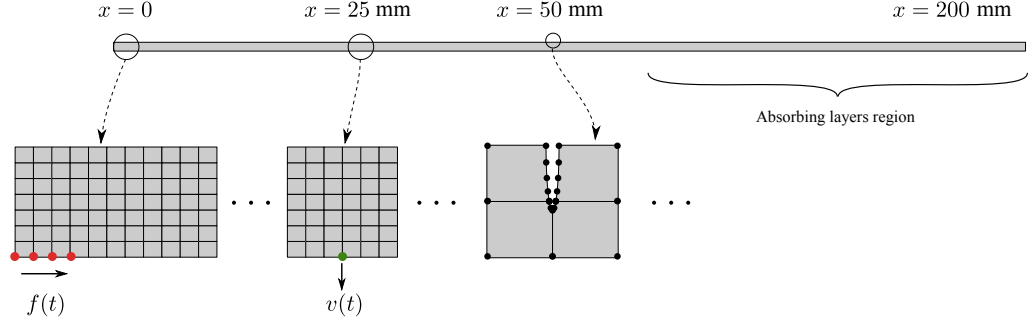 x = 0
x = 25 mm
x = 50 mm
x = 200 mm
Absorbing layers region
f(t)
v(t)